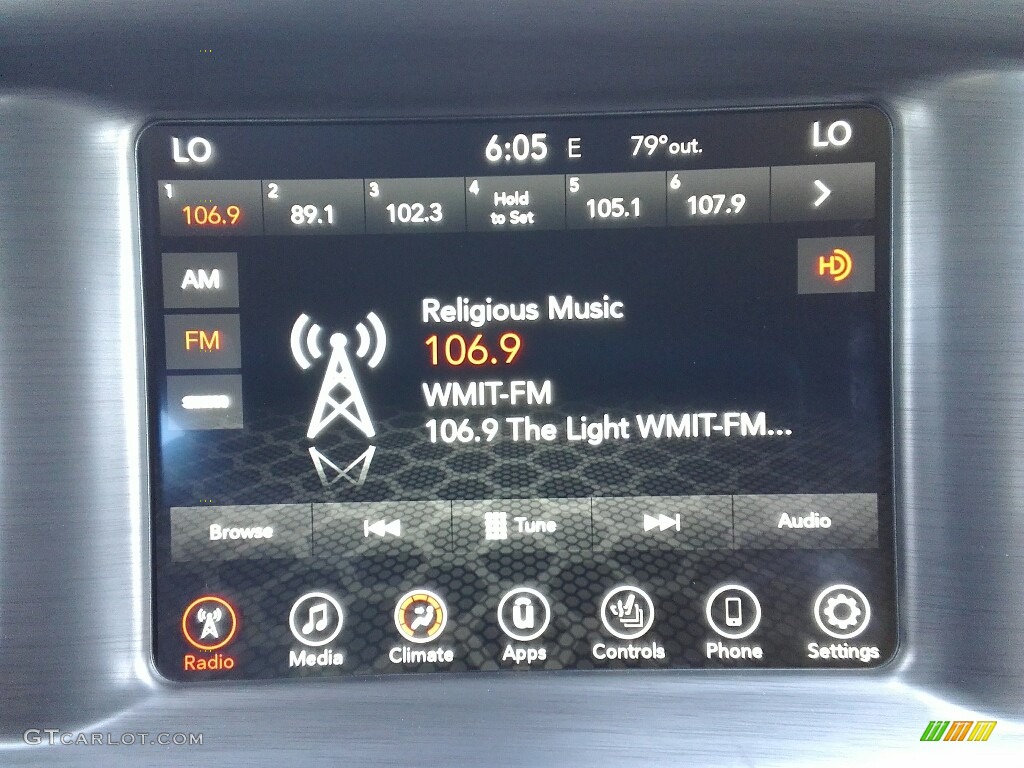 LO 6:05 E 79°out. LO
1 106.9 2 89.1 3 102.3 4 Hold to Set 5 105.1 6 107.9
AM
HD
FM
Religious Music
106.9
WMIT-FM
106.9 The Light WMIT-FM...
Browse Tune Audio
Radio Media Climate Apps Controls Phone Settings
GTCARLOT.COM